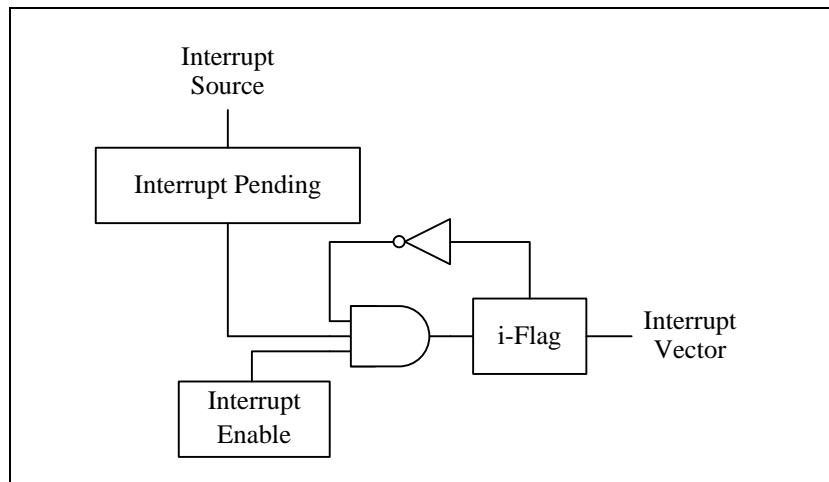 Interrupt
Source
Interrupt Pending
i-Flag
Interrupt
Vector
Interrupt
Enable